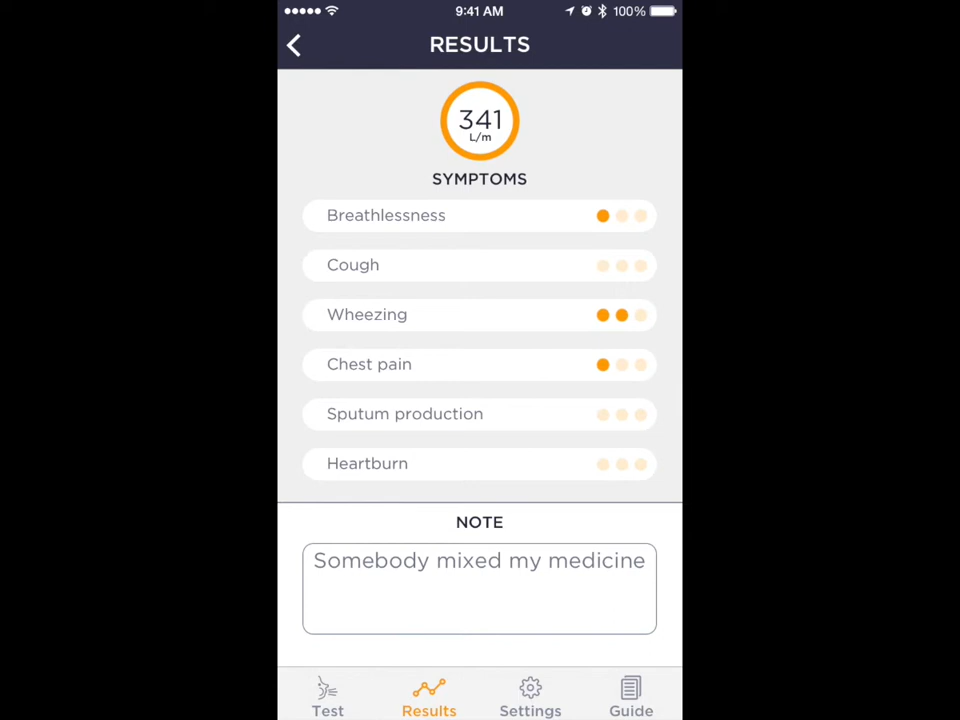 9:41 AM 100%
RESULTS
341
L/m
SYMPTOMS
Breathlessness
Cough
Wheezing
Chest pain
Sputum production
Heartburn
NOTE
Somebody mixed my medicine
Test Results Settings Guide